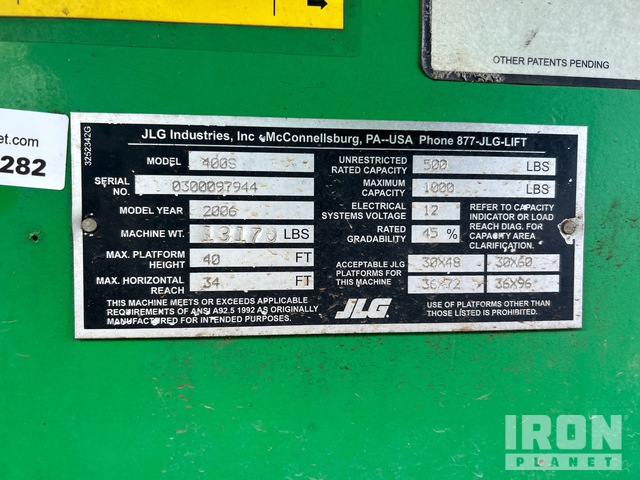 OTHER PATENTS PENDING
et.com
282
3252342G
JLG Industries, Inc. McConnellsburg, PA--USA Phone 877-JLG-LIFT
MODEL 400S
SERIAL NO. 0300097944
MODEL YEAR 2006
MACHINE WT. LBS
MAX. PLATFORM HEIGHT 40 FT
MAX. HORIZONTAL REACH 34 FT
THIS MACHINE MEETS OR EXCEEDS APPLICABLE
REQUIREMENTS OF ANSI A92.5 1992 AS ORIGINALLY
MANUFACTURED FOR INTENDED PURPOSES.
UNRESTRICTED RATED CAPACITY 500 LBS
MAXIMUM CAPACITY 1000 LBS
ELECTRICAL SYSTEMS VOLTAGE 12
RATED GRADABILITY 45 %
REFER TO CAPACITY
INDICATOR OR LOAD
REACH DIAG. FOR
CAPACITY AREA
CLARIFICATION.
ACCEPTABLE JLG
PLATFORMS FOR
THIS MACHINE
30X48 30X60
36X72 36X96
JLG
USE OF PLATFORMS OTHER THAN
THOSE LISTED IS PROHIBITED.
IRON
PLANET